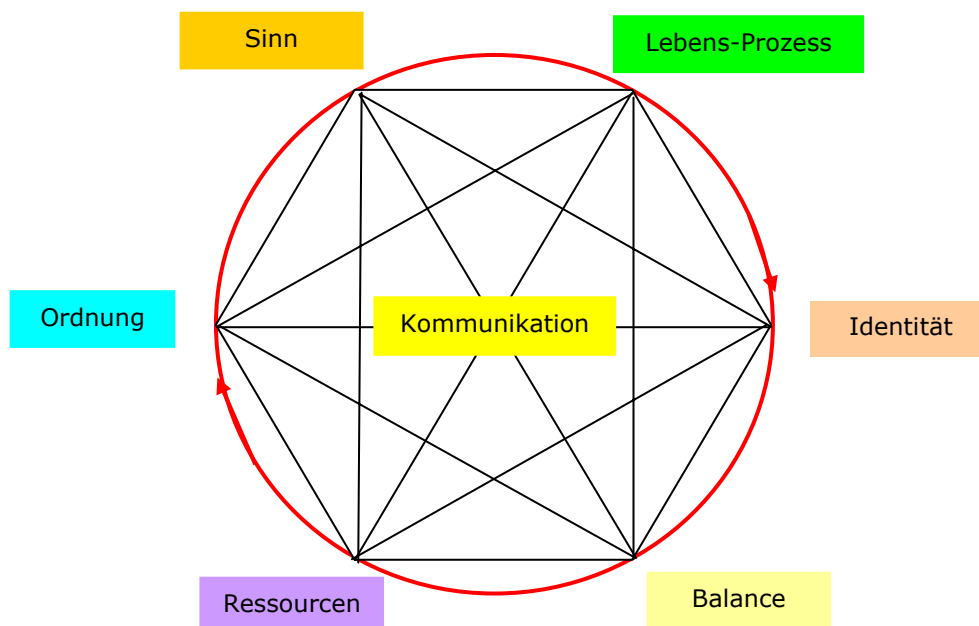 Sinn
Lebens-Prozess
Ordnung
Kommunikation
Identität
Ressourcen
Balance